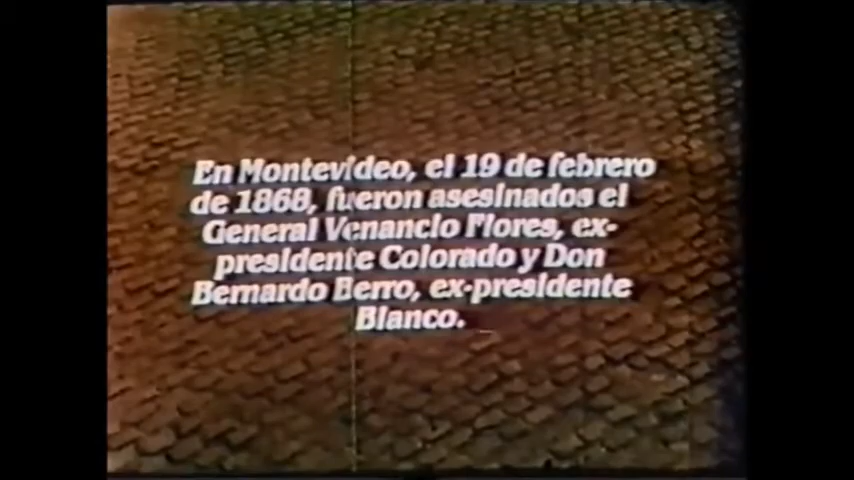 En Montevideo, el 19 de febrero
de 1868, fueron asesinados el
General Venancio Flores, ex-
presidente Colorado y Don
Bernardo Berro, ex-presidente
Blanco.